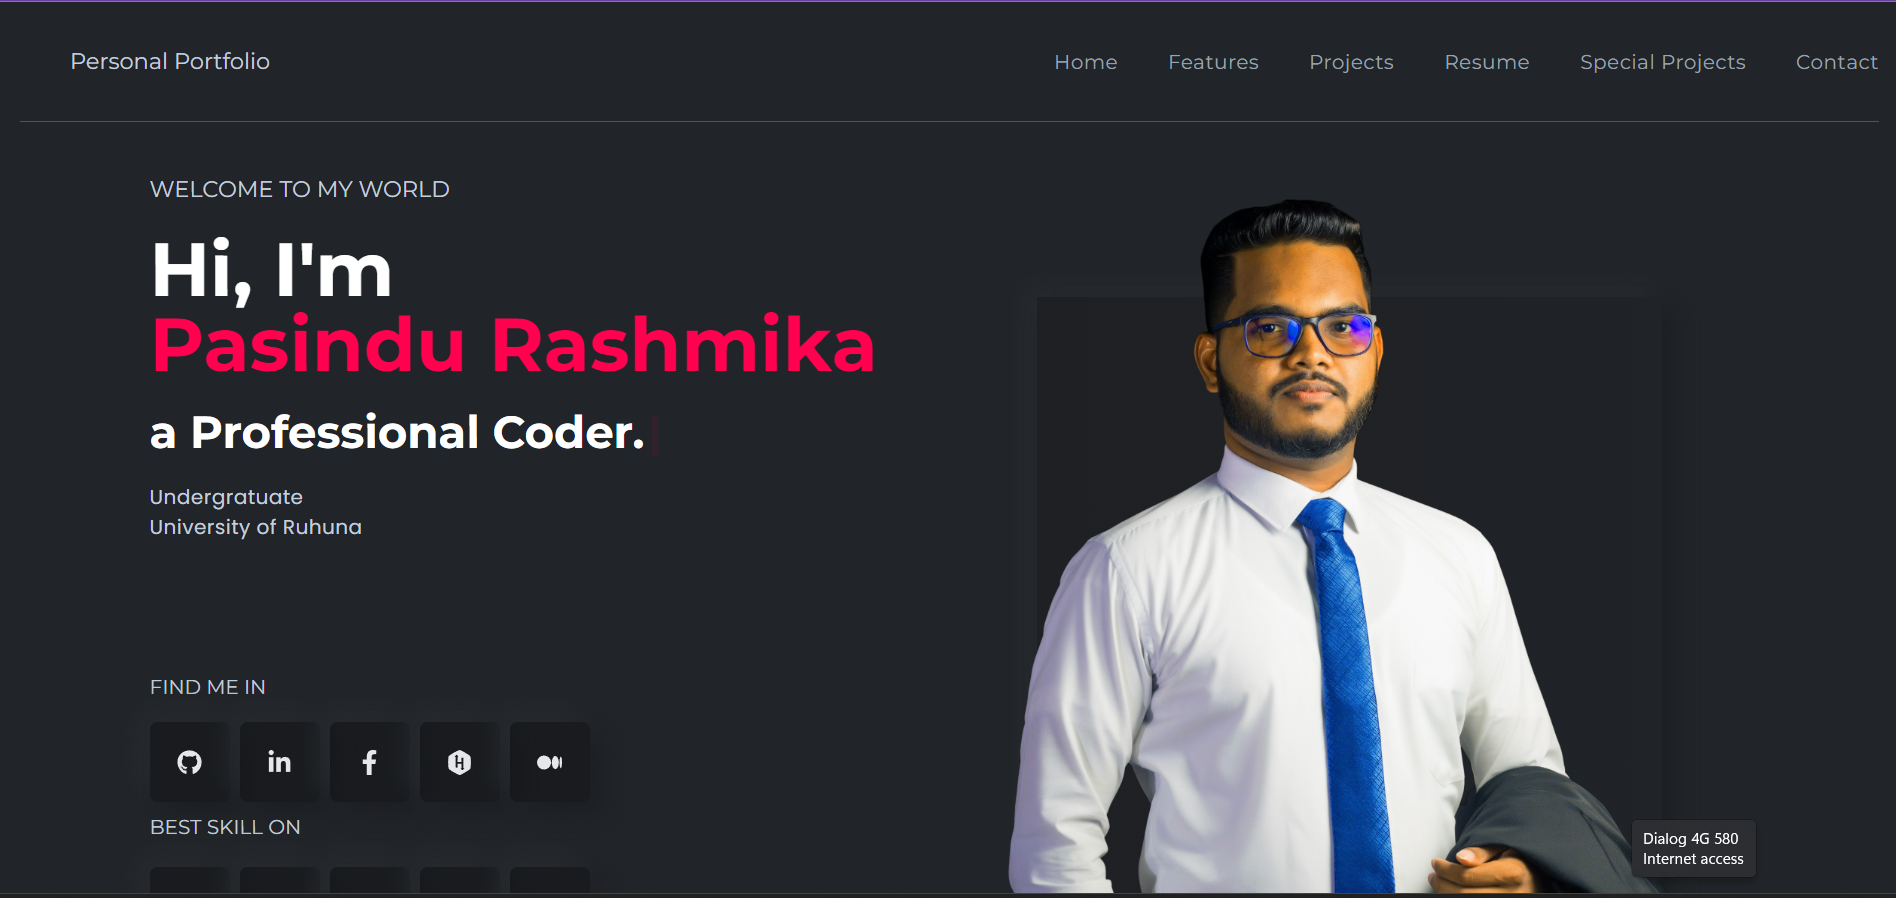 Personal Portfolio
Home Features Projects Resume Special Projects Contact
WELCOME TO MY WORLD
Hi, I'm
Pasindu Rashmika
a Professional Coder.
Undergratuate
University of Ruhuna
FIND ME IN
in f H
BEST SKILL ON
Dialog 4G 580
Internet access